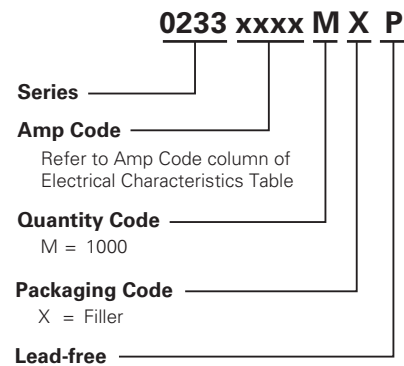 0233 xxxx M X P
Series
Amp Code
Refer to Amp Code column of
Electrical Characteristics Table
Quantity Code
M = 1000
Packaging Code
X = Filler
Lead-free